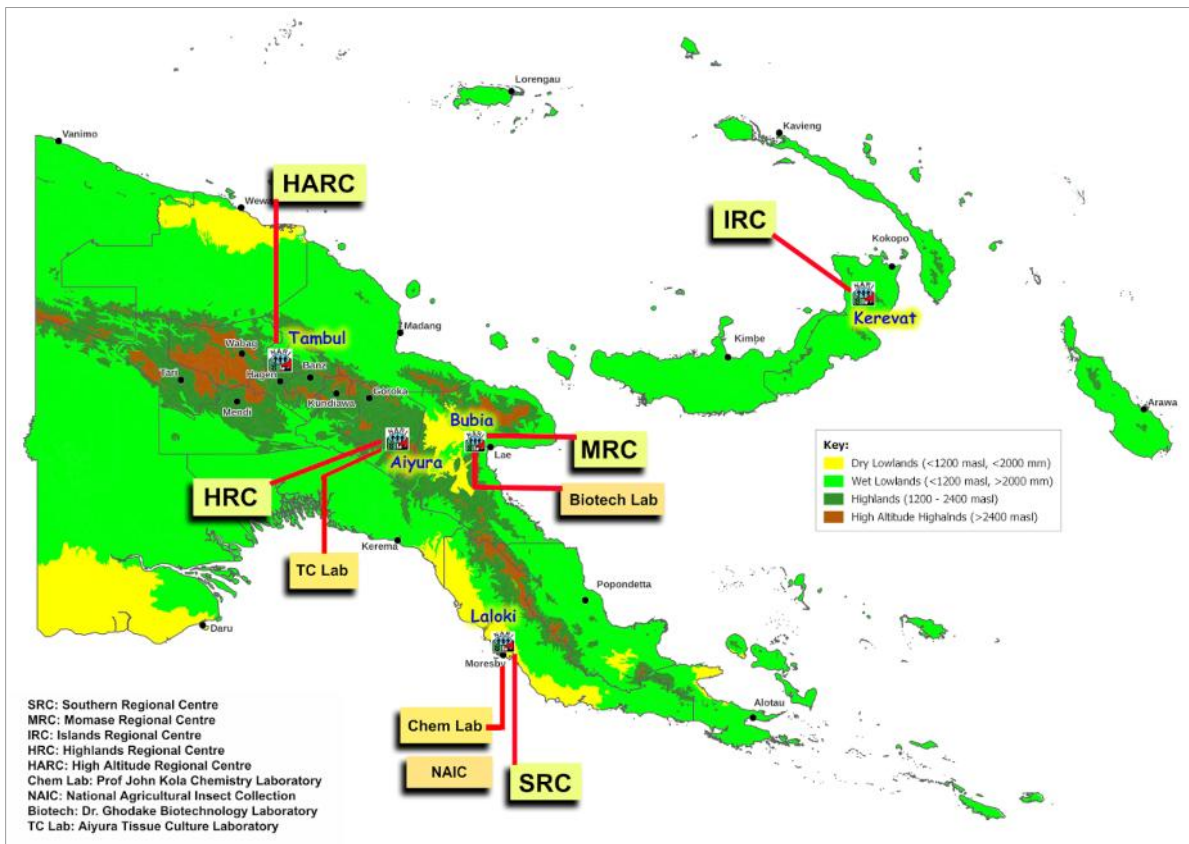 Lorengau
Kavieng
Vanimo
HARC
IRC
Wewa
Kokopo
Kerevat
Tambul
Madang
Kimbe
Wabag
Hagen
Banz
Tari
Mendi
Kundiawa
Goroka
Arawa
Bubia
MRC
Lae
Aiyura
HRC
Biotech Lab
Key:
Dry Lowlands (<1200 masl, <2000 mm)
Wet Lowlands (<1200 masl, >2000 mm)
Highlands (1200 - 2400 masl)
High Altitude Highalnds (>2400 masl)
Kerema
TC Lab
Popondetta
Laloki
Daru
Moresby
Alotau
Chem Lab
NAIC
SRC
SRC: Southern Regional Centre
MRC: Momase Regional Centre
IRC: Islands Regional Centre
HRC: Highlands Regional Centre
HARC: High Altitude Regional Centre
Chem Lab: Prof John Kola Chemistry Laboratory
NAIC: National Agricultural Insect Collection
Biotech: Dr. Ghodake Biotechnology Laboratory
TC Lab: Aiyura Tissue Culture Laboratory